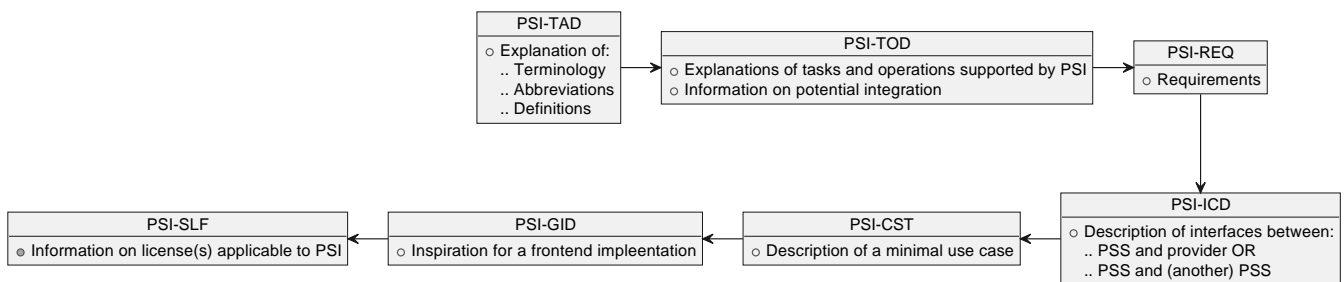 PSI-TAD
Explanation of:
.. Terminology
.. Abbreviations
.. Definitions
PSI-TOD
Explanations of tasks and operations supported by PSI
Information on potential integration
PSI-REQ
Requirements
PSI-ICD
Description of interfaces between:
.. PSS and provider OR
.. PSS and (another) PSS
PSI-CST
Description of a minimal use case
PSI-GID
Inspiration for a frontend impleentation
PSI-SLF
Information on license(s) applicable to PSI